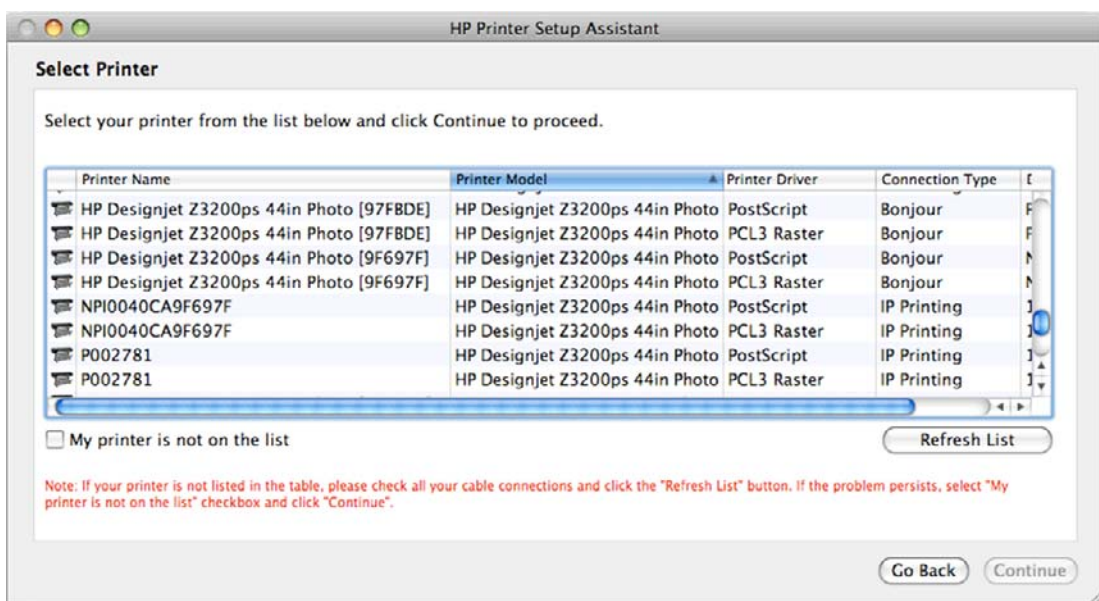 HP Printer Setup Assistant
Select Printer
Select your printer from the list below and click Continue to proceed.
Printer Name Printer Model Printer Driver Connection Type
HP Designjet Z3200ps 44in Photo [97FBDE] HP Designjet Z3200ps 44in Photo PostScript Bonjour
HP Designjet Z3200ps 44in Photo [97FBDE] HP Designjet Z3200ps 44in Photo PCL3 Raster Bonjour
HP Designjet Z3200ps 44in Photo [9F697F] HP Designjet Z3200ps 44in Photo PostScript Bonjour
HP Designjet Z3200ps 44in Photo [9F697F] HP Designjet Z3200ps 44in Photo PCL3 Raster Bonjour
NPI0040CA9F697F HP Designjet Z3200ps 44in Photo PostScript IP Printing
NPI0040CA9F697F HP Designjet Z3200ps 44in Photo PCL3 Raster IP Printing
P002781 HP Designjet Z3200ps 44in Photo PostScript IP Printing
P002781 HP Designjet Z3200ps 44in Photo PCL3 Raster IP Printing
My printer is not on the list
Refresh List
Note: If your printer is not listed in the table, please check all your cable connections and click the "Refresh List" button. If the problem persists, select "My
printer is not on the list" checkbox and click "Continue".
Go Back Continue